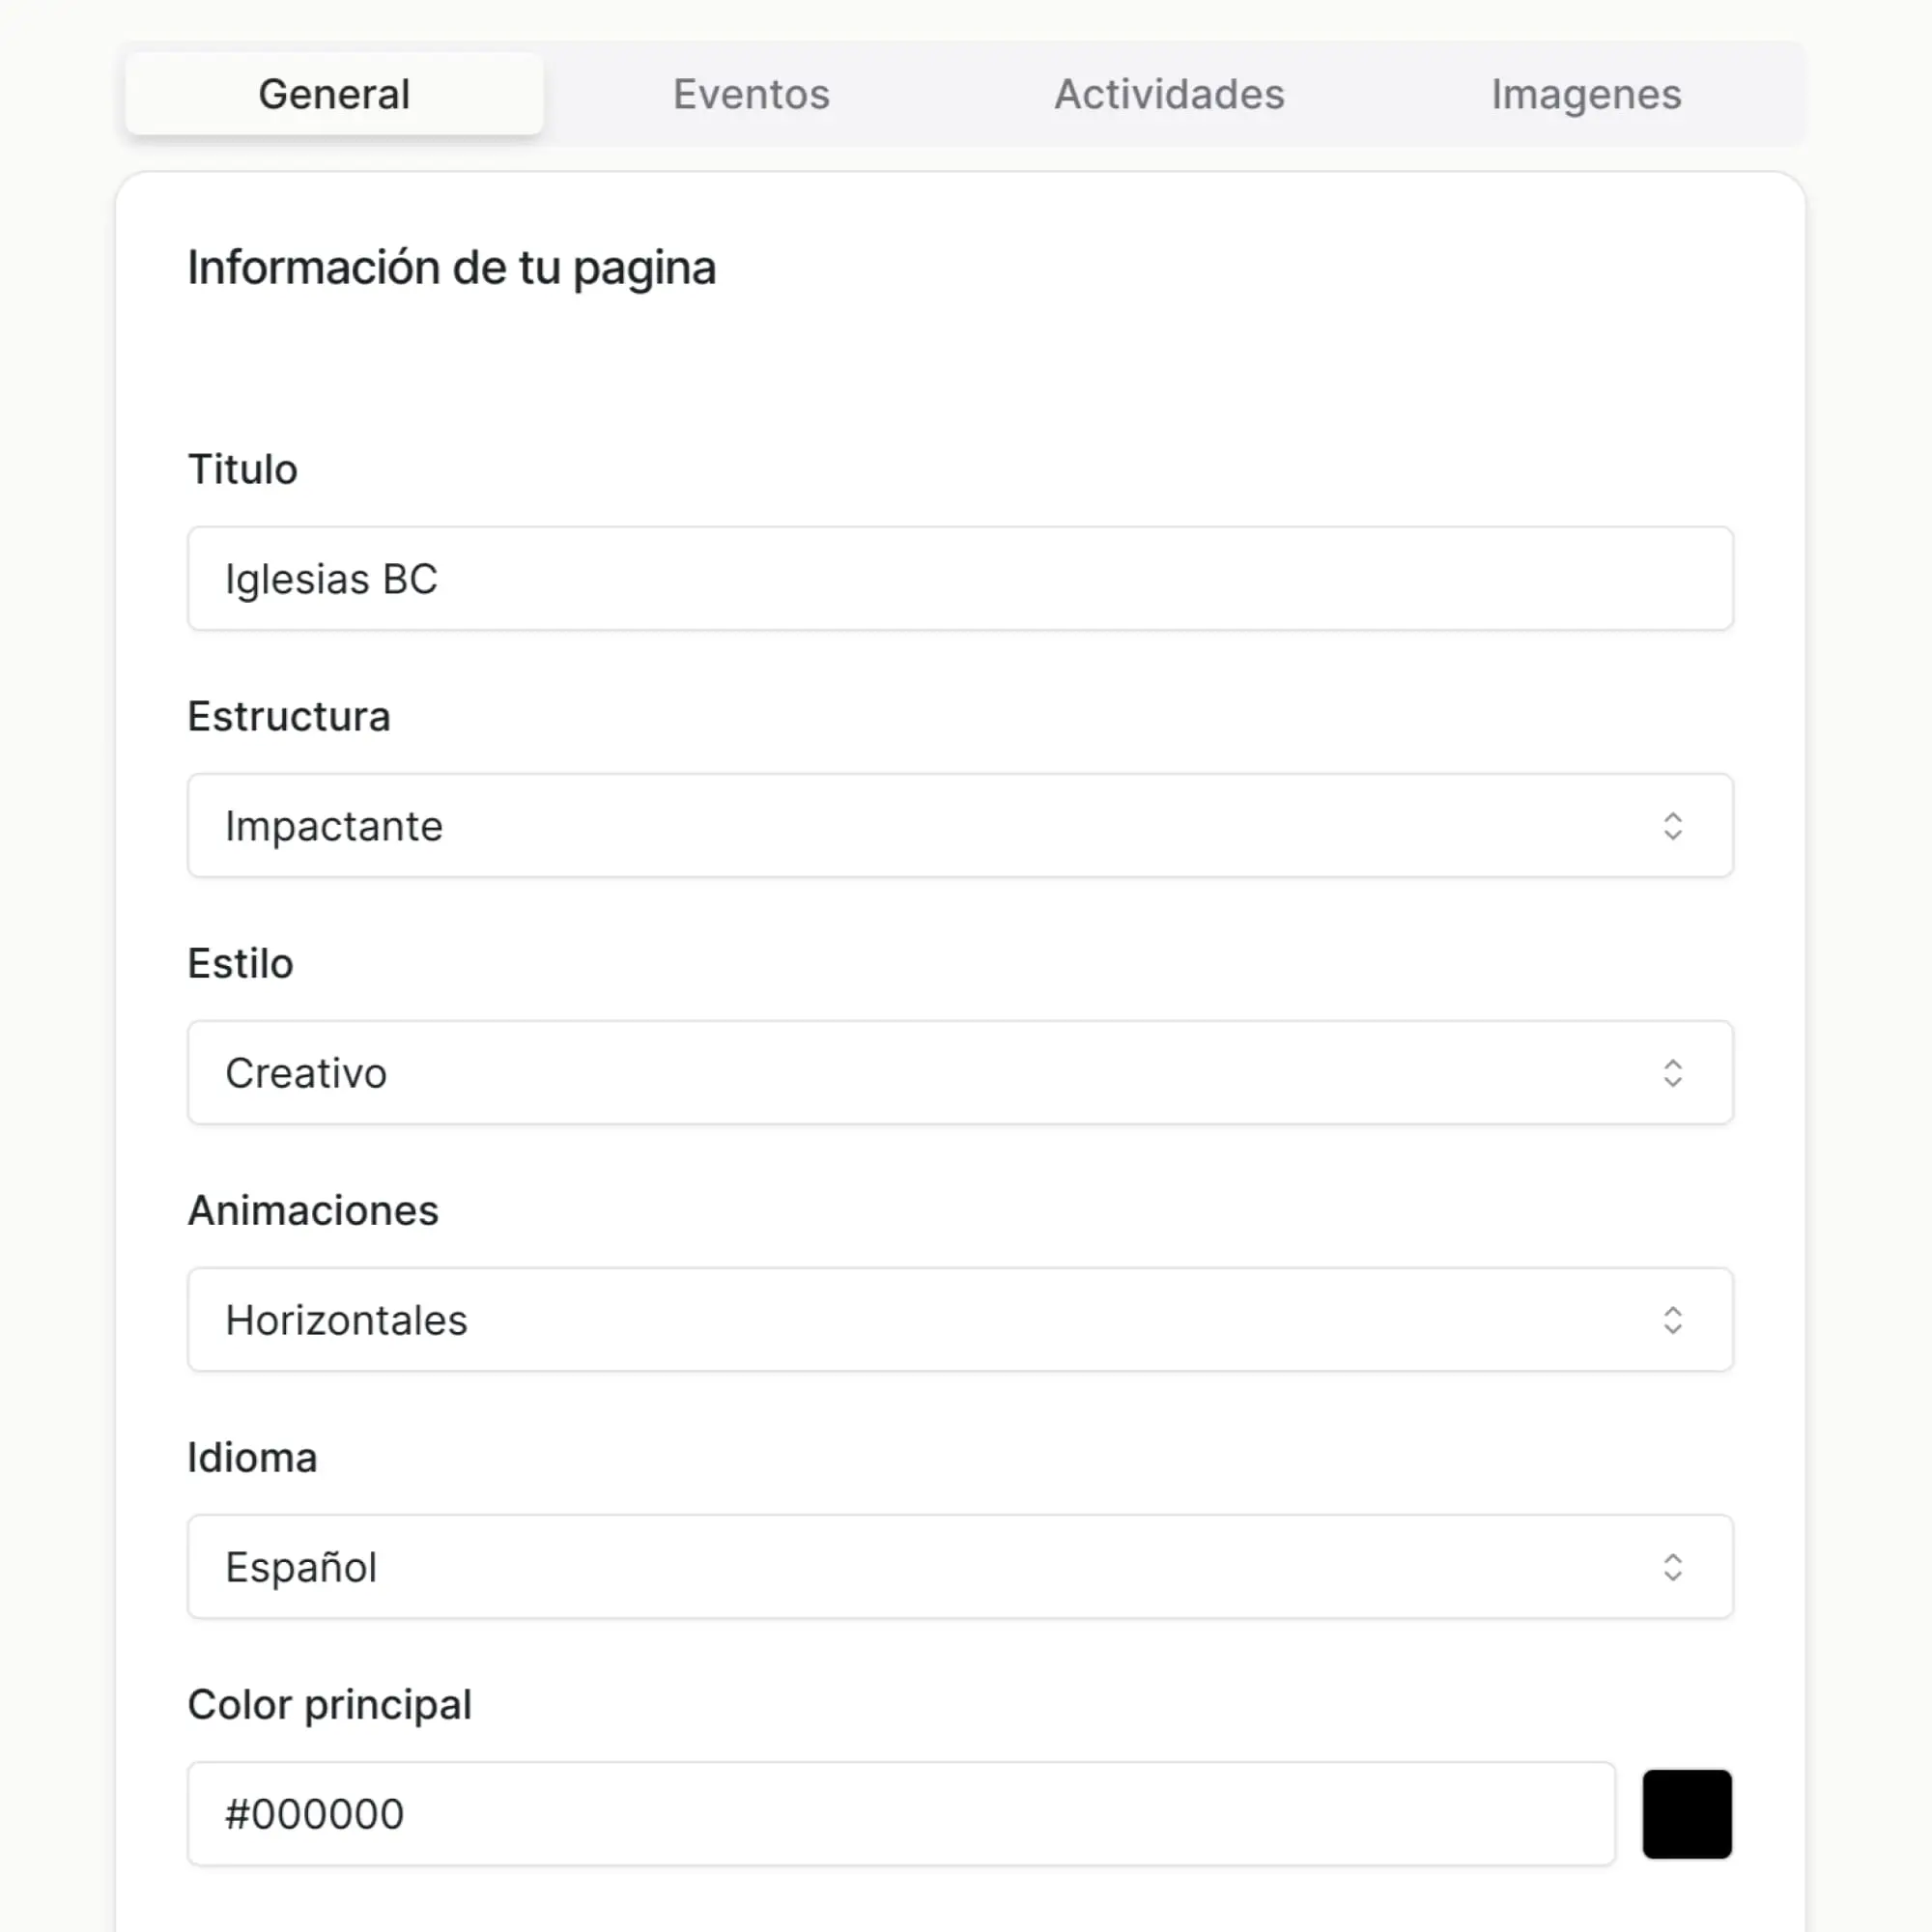 General
Eventos
Actividades
Imagenes
Información de tu pagina
Titulo
Iglesias BC
Estructura
Impactante
Estilo
Creativo
Animaciones
Horizontales
Idioma
Español
Color principal
#000000